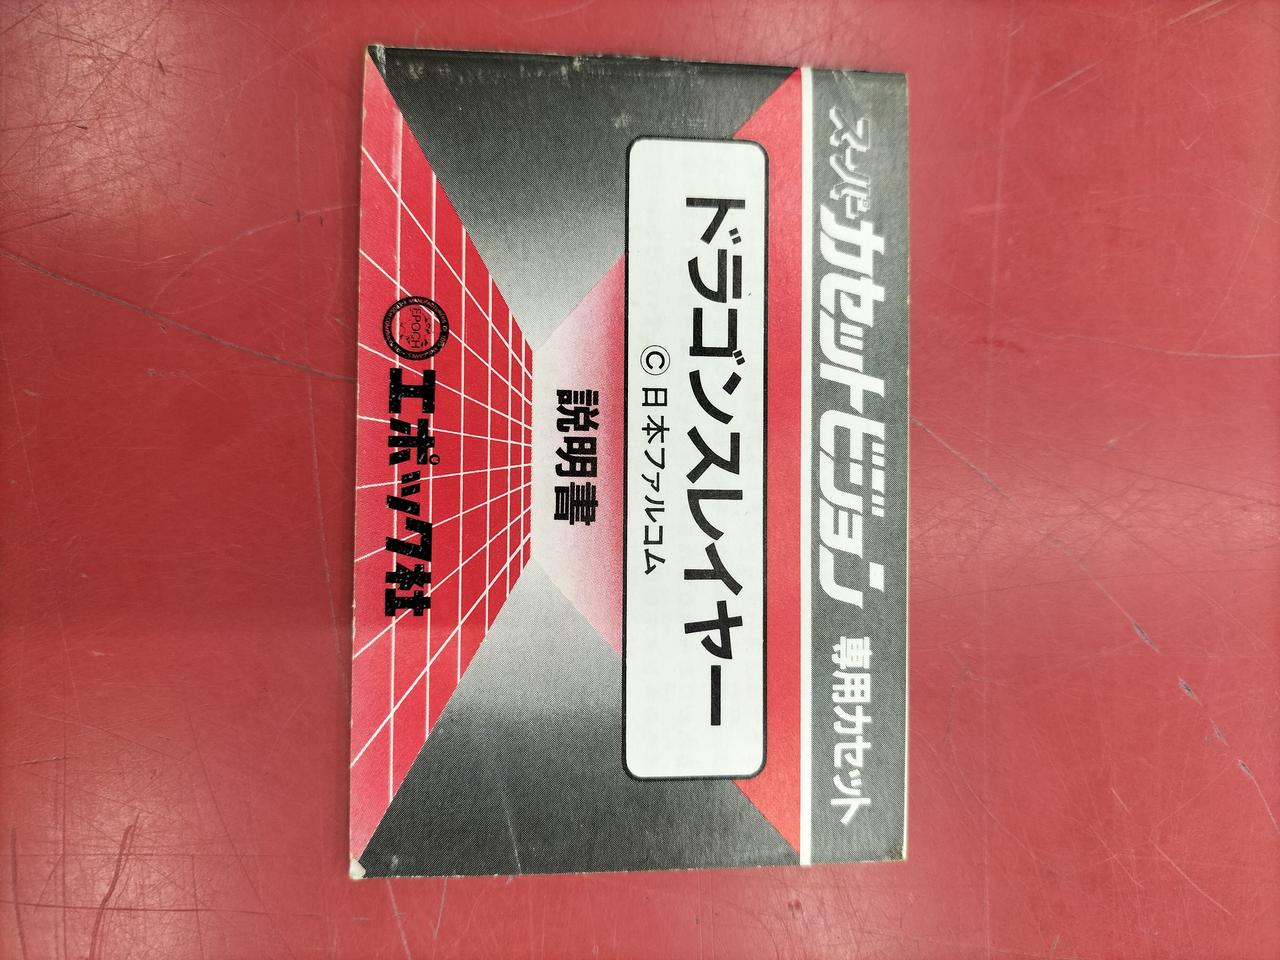 スーパーカセットビジョン 専用カセット
ドラゴンスレイヤー
©日本ファルコム
説明書
EPOCH
エポック社